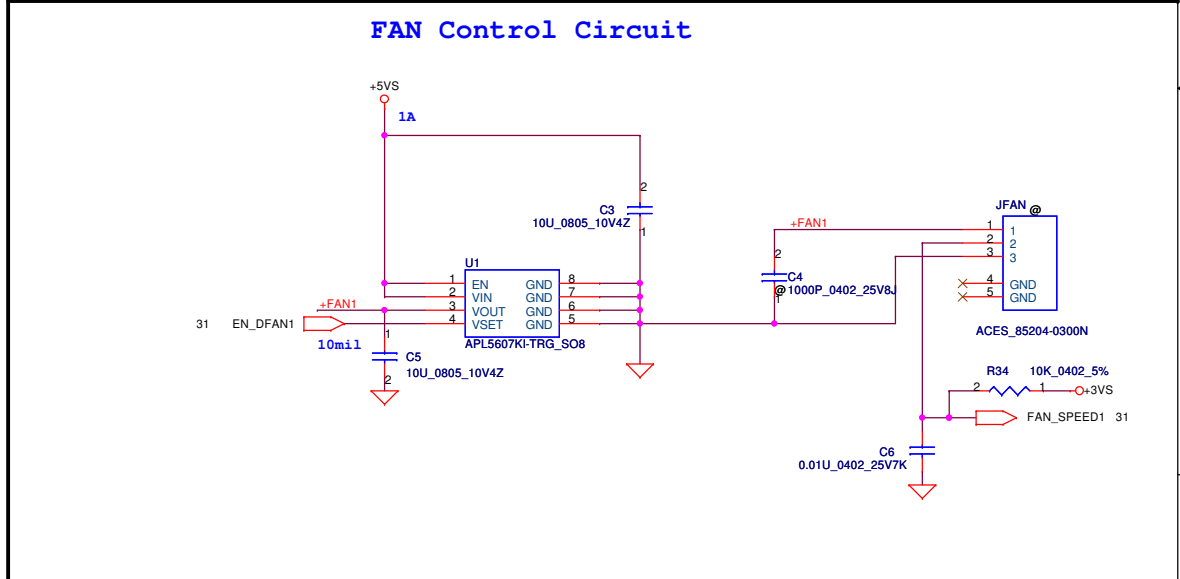 FAN Control Circuit
+5VS
1A
2
C3
10U_0805_10V4Z
1
JFAN @
+FAN1
1 1
2 2
3 3
4 GND
5 GND
ACES_85204-0300N
2
C4
@ 1000P_0402_25V8J
1
U1
1 EN GND 8
2 VIN GND 7
+FAN1 3 VOUT GND 6
31 EN_DFAN1 4 VSET GND 5
APL5607KI-TRG_SO8
10mil
1
C5
10U_0805_10V4Z
2
R34 10K_0402_5%
2 1 +3VS
FAN_SPEED1 31
C6
0.01U_0402_25V7K